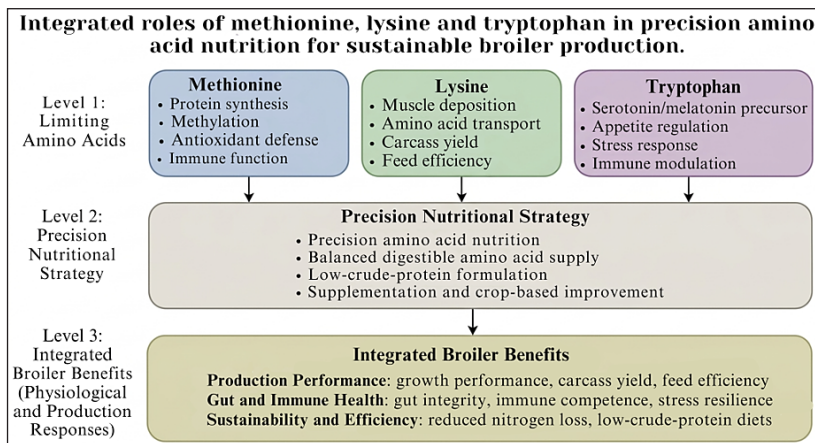 Integrated roles of methionine, lysine and tryptophan in precision amino
acid nutrition for sustainable broiler production.
Level 1:
Limiting
Amino Acids
Methionine
• Protein synthesis
• Methylation
• Antioxidant defense
• Immune function
Lysine
• Muscle deposition
• Amino acid transport
• Carcass yield
• Feed efficiency
Tryptophan
• Serotonin/melatonin precursor
• Appetite regulation
• Stress response
• Immune modulation
Level 2:
Precision
Nutritional
Strategy
Precision Nutritional Strategy
• Precision amino acid nutrition
• Balanced digestible amino acid supply
• Low-crude-protein formulation
• Supplementation and crop-based improvement
Level 3:
Integrated
Broiler Benefits
(Physiological
and Production
Responses)
Integrated Broiler Benefits
Production Performance: growth performance, carcass yield, feed efficiency
Gut and Immune Health: gut integrity, immune competence, stress resilience
Sustainability and Efficiency: reduced nitrogen loss, low-crude-protein diets